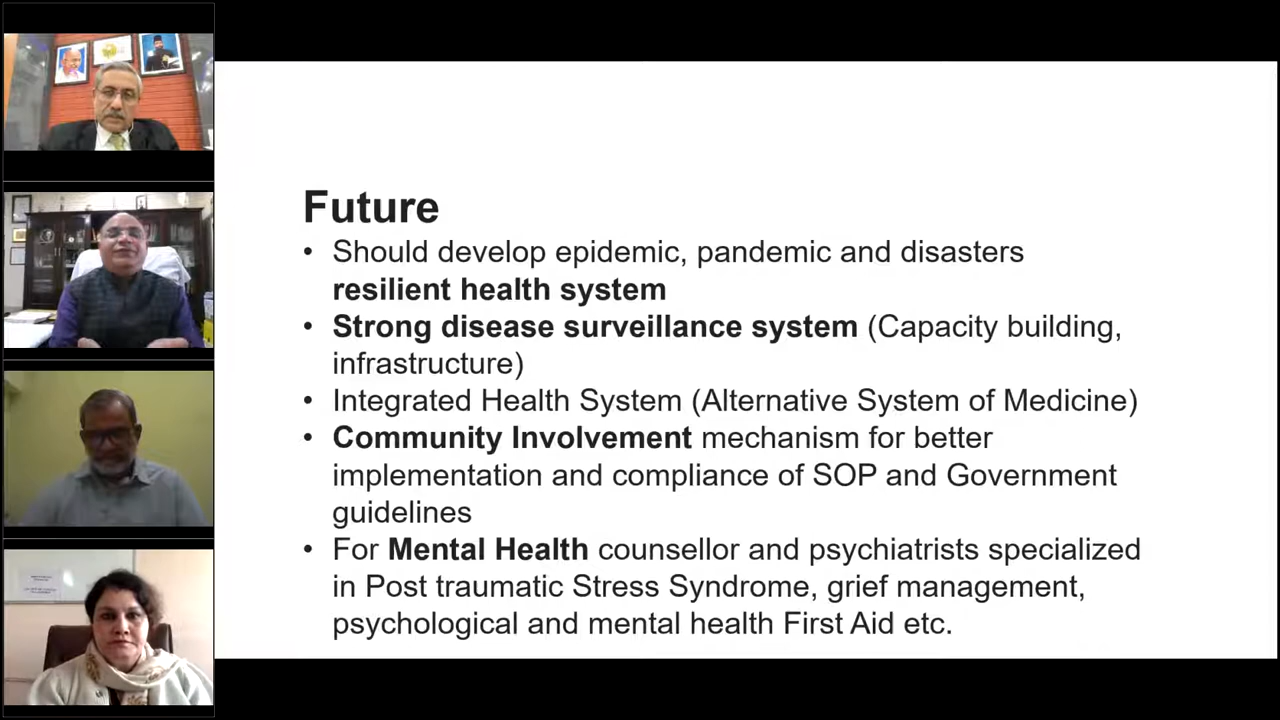 Future
• Should develop epidemic, pandemic and disasters
resilient health system
• Strong disease surveillance system (Capacity building,
infrastructure)
• Integrated Health System (Alternative System of Medicine)
• Community Involvement mechanism for better
implementation and compliance of SOP and Government
guidelines
• For Mental Health counsellor and psychiatrists specialized
in Post traumatic Stress Syndrome, grief management,
psychological and mental health First Aid etc.